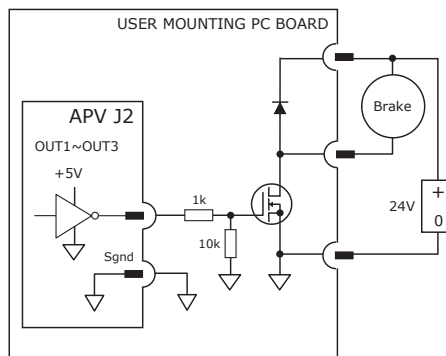 USER MOUNTING PC BOARD
APV J2
OUT1~OUT3
+5V
Brake
1k
10k
24V
+
0
Sgnd